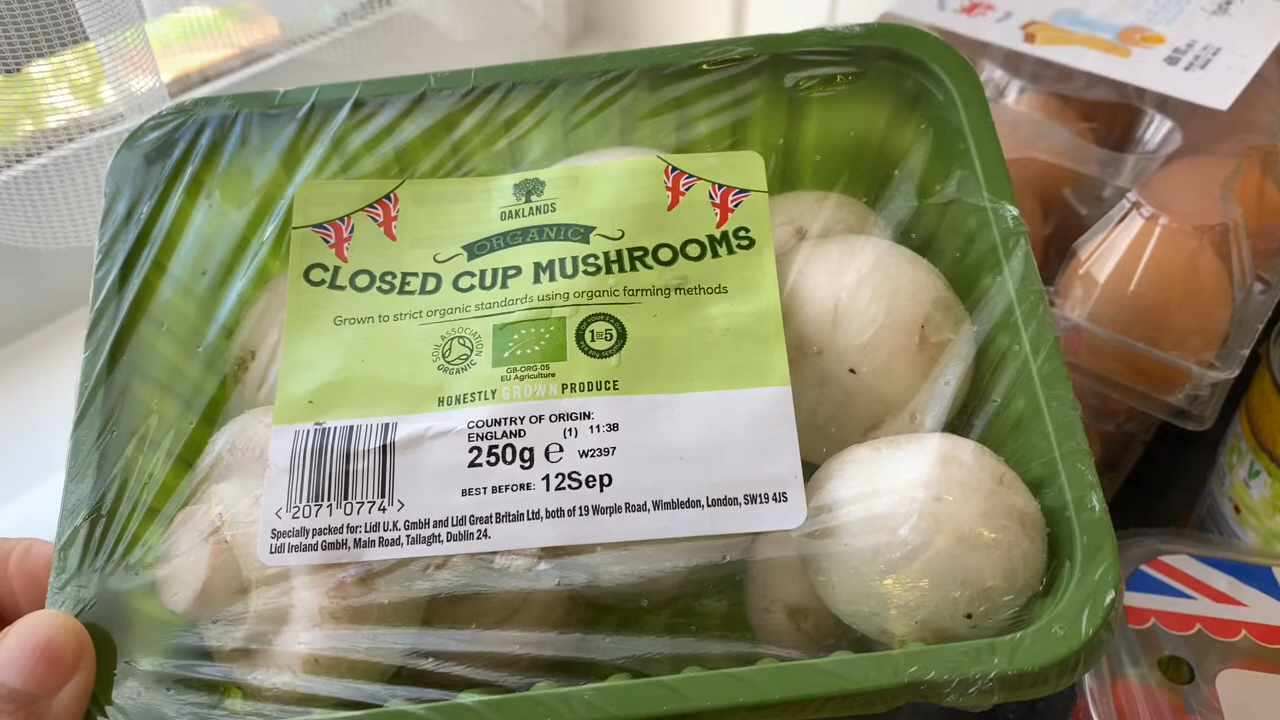 OAKLANDS
ORGANIC
CLOSED CUP MUSHROOMS
Grown to strict organic standards using organic farming methods
SOIL ASSOCIATION
ORGANIC
1 OF 5
GB-ORG-05
EU Agriculture
HONESTLY GROWN PRODUCE
COUNTRY OF ORIGIN:
ENGLAND (1) 11:38
250g e W2397
BEST BEFORE: 12Sep
< 2071 0774 >
Specially packed for: Lidl U.K. GmbH and Lidl Great Britain Ltd, both of 19 Worple Road, Wimbledon, London, SW19 4JS
Lidl Ireland GmbH, Main Road, Tallaght, Dublin 24.